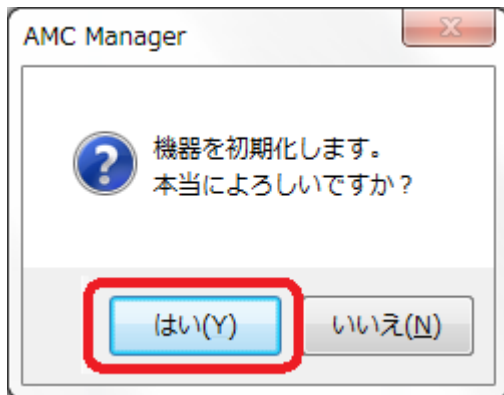 AMC Manager
機器を初期化します。
本当によろしいですか？
はい(Y)
いいえ(N)